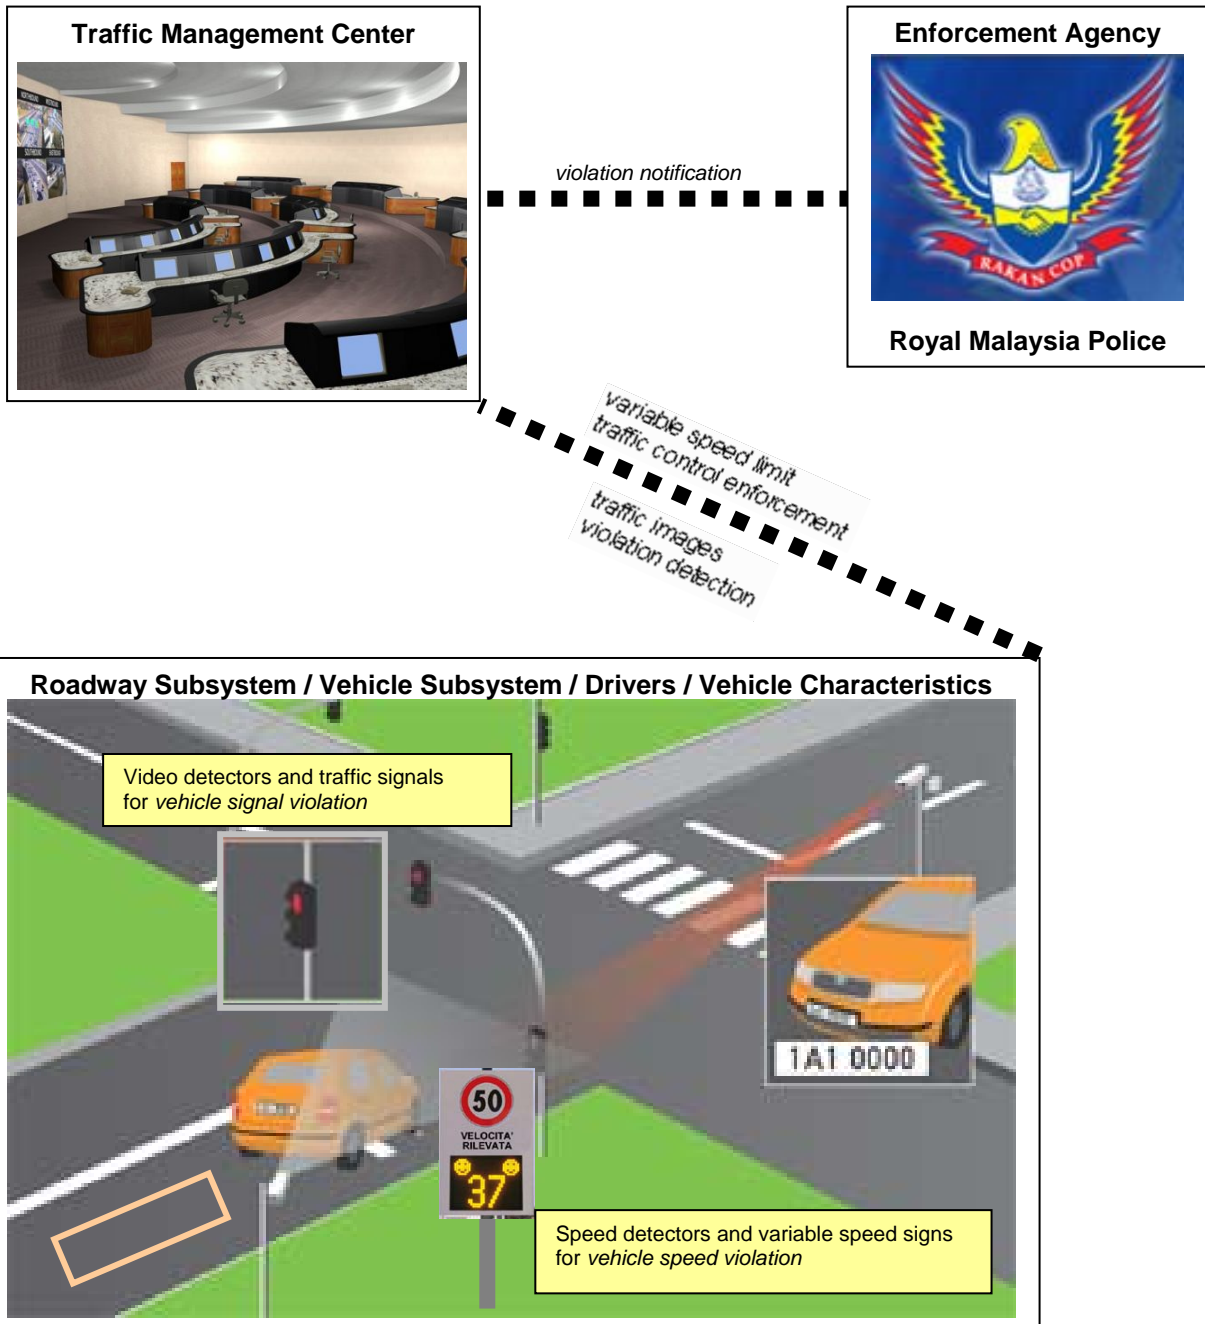 Traffic Management Center
NORTHBOUND
SOUTHBOUND
violation notification
Enforcement Agency
RAKAN COP
Royal Malaysia Police
variable speed limit
traffic control enforcement
traffic images
violation detection
Roadway Subsystem / Vehicle Subsystem / Drivers / Vehicle Characteristics
Video detectors and traffic signals
for vehicle signal violation
1A1 0000
50
VELOCITA'
RILEVATA
37
Speed detectors and variable speed signs
for vehicle speed violation